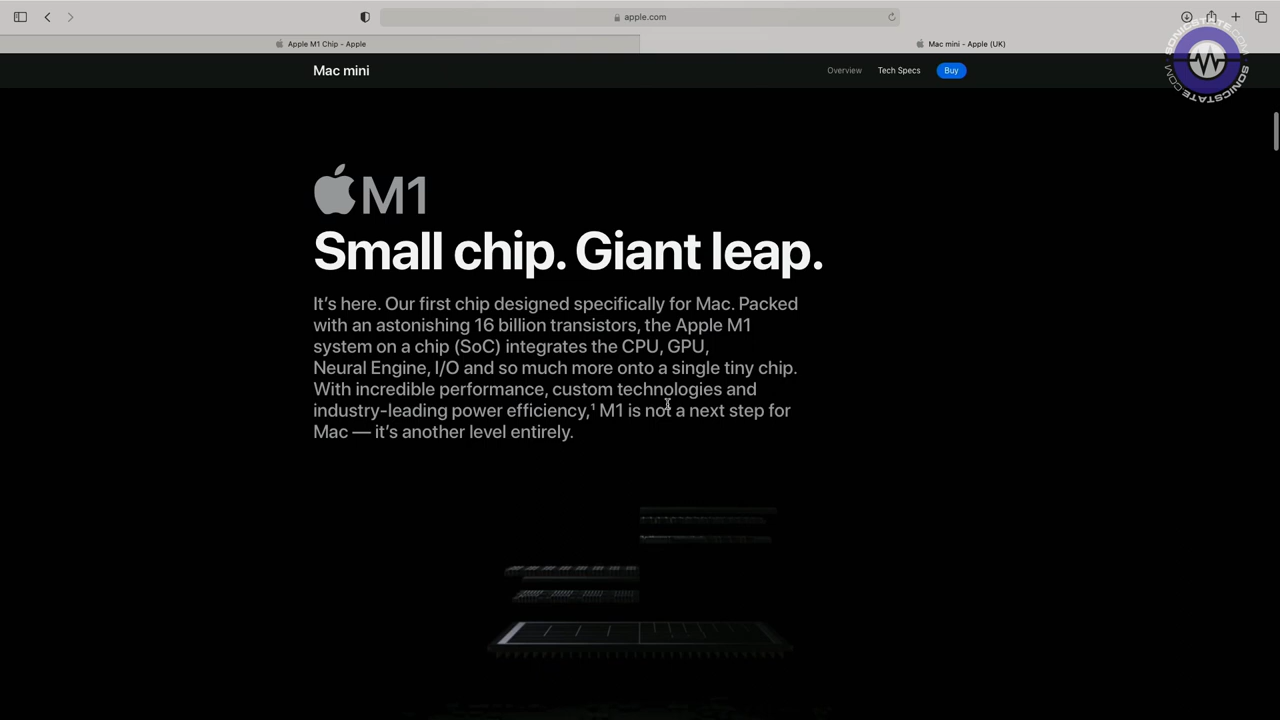 apple.com
Apple M1 Chip - Apple
Mac mini - Apple (UK)
SONICSTATE.COM
SONICSTATE.COM
Mac mini
Overview
Tech Specs
Buy
M1
Small chip. Giant leap.
It’s here. Our first chip designed specifically for Mac. Packed
with an astonishing 16 billion transistors, the Apple M1
system on a chip (SoC) integrates the CPU, GPU,
Neural Engine, I/O and so much more onto a single tiny chip.
With incredible performance, custom technologies and
industry-leading power efficiency,¹ M1 is not a next step for
Mac — it’s another level entirely.